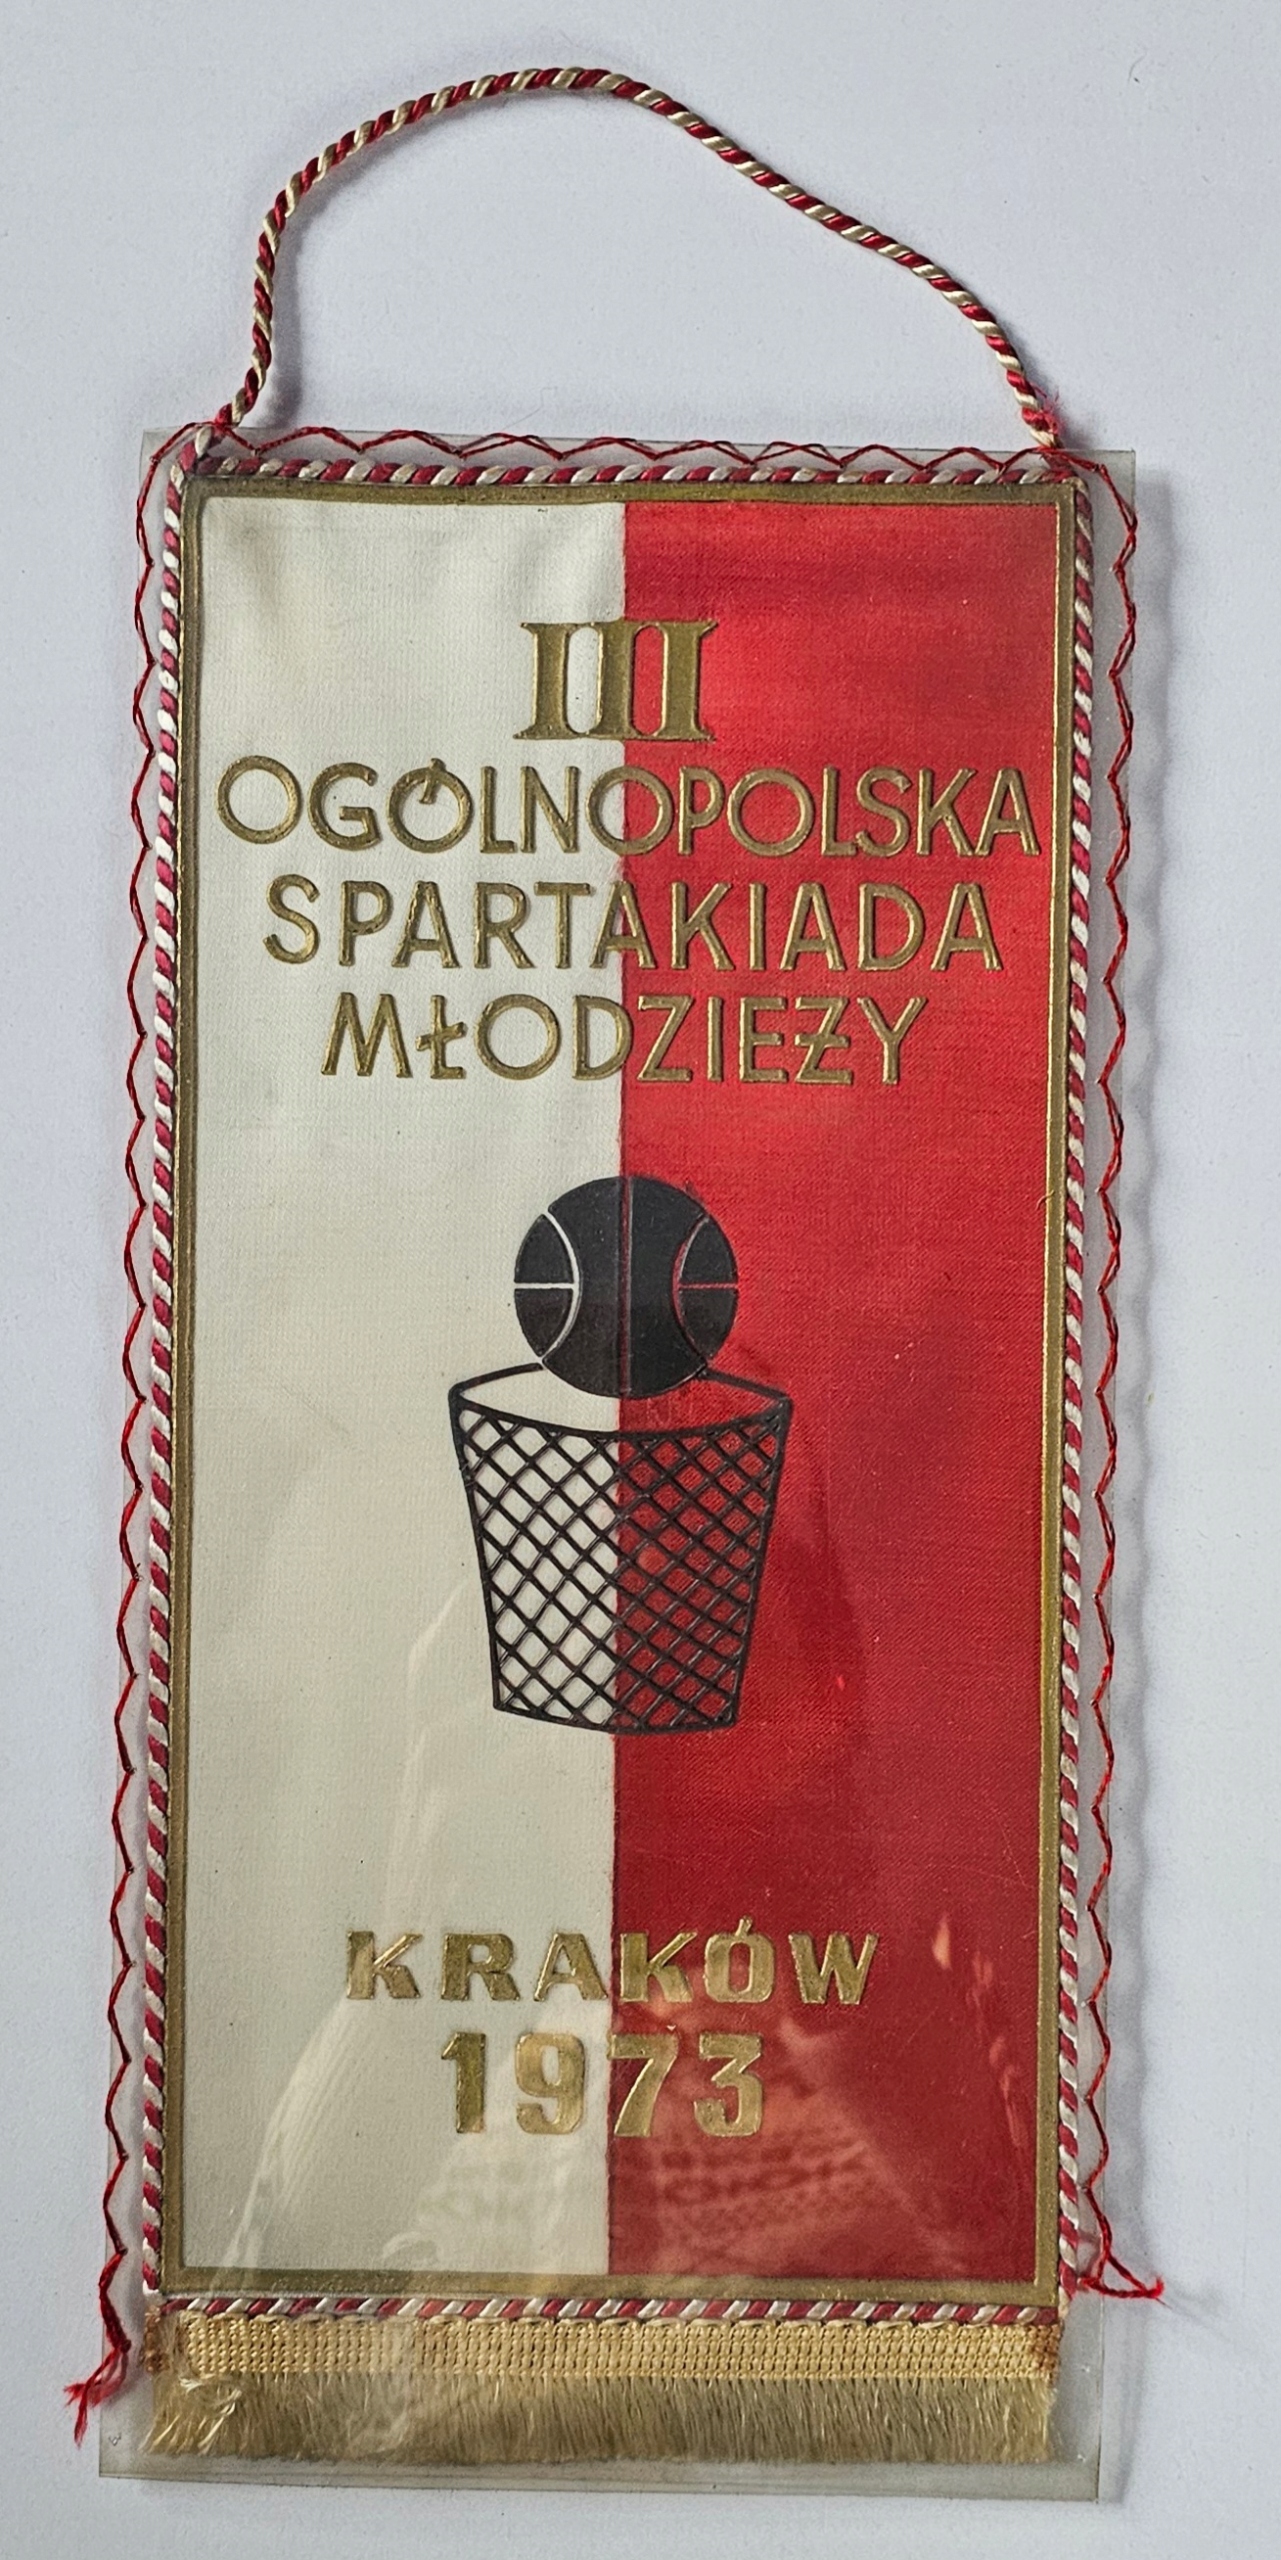 III
OGÓLNOPOLSKA
SPARTAKIADA
MŁODZIEŻY
KRAKÓW
1973